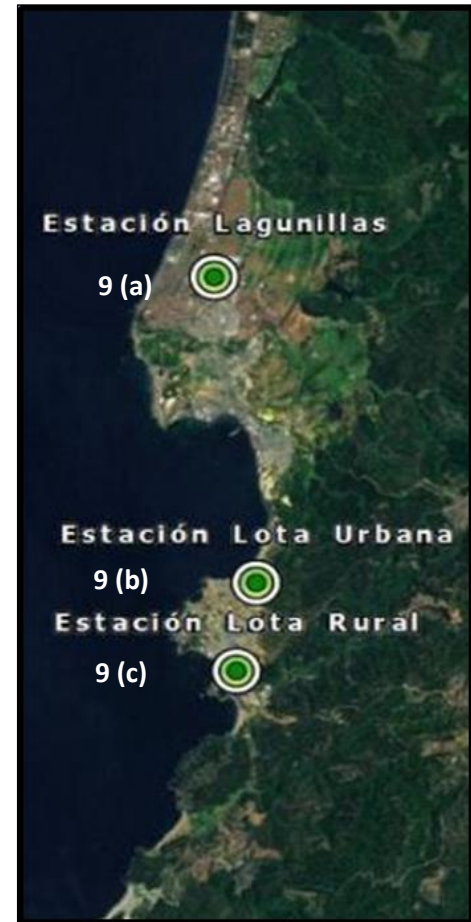 Estación Lagunillas
9 (a)
Estación Lota Urbana
9 (b)
Estación Lota Rural
9 (c)